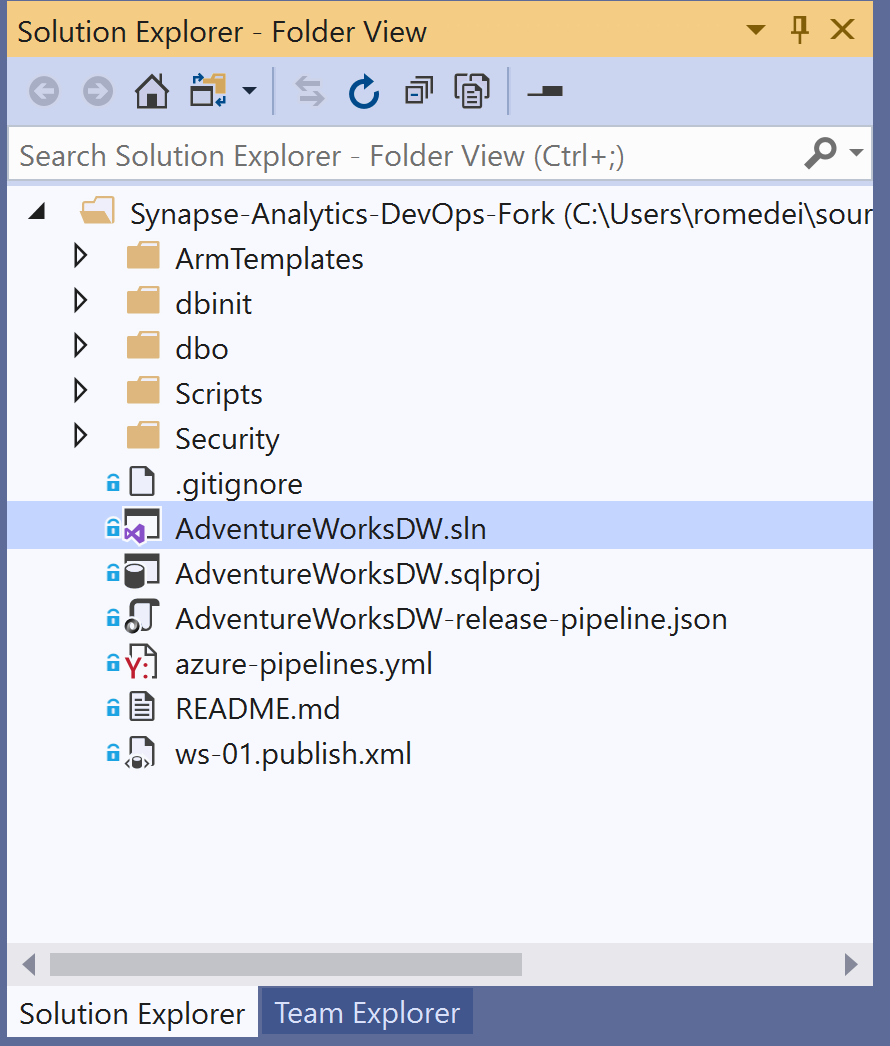 Solution Explorer - Folder View
Search Solution Explorer - Folder View (Ctrl+;)
Synapse-Analytics-DevOps-Fork (C:\Users\romedei\sour
ArmTemplates
dbinit
dbo
Scripts
Security
.gitignore
AdventureWorksDW.sln
AdventureWorksDW.sqlproj
AdventureWorksDW-release-pipeline.json
azure-pipelines.yml
README.md
ws-01.publish.xml
Solution Explorer
Team Explorer